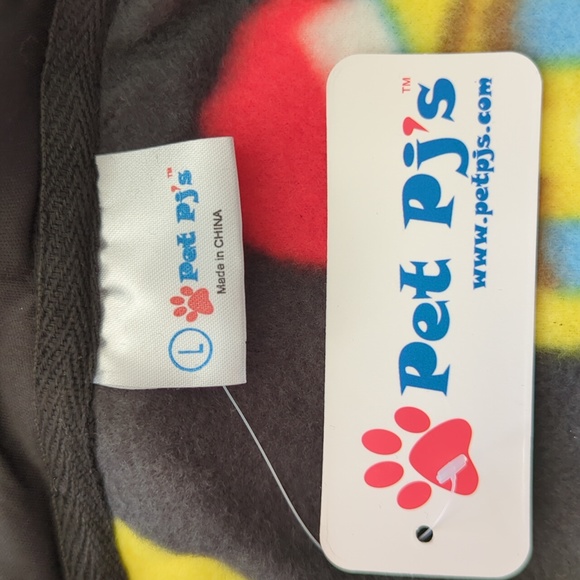 Pet Pj's™
Made in CHINA
L
Pet Pj's™
www.petpjs.com